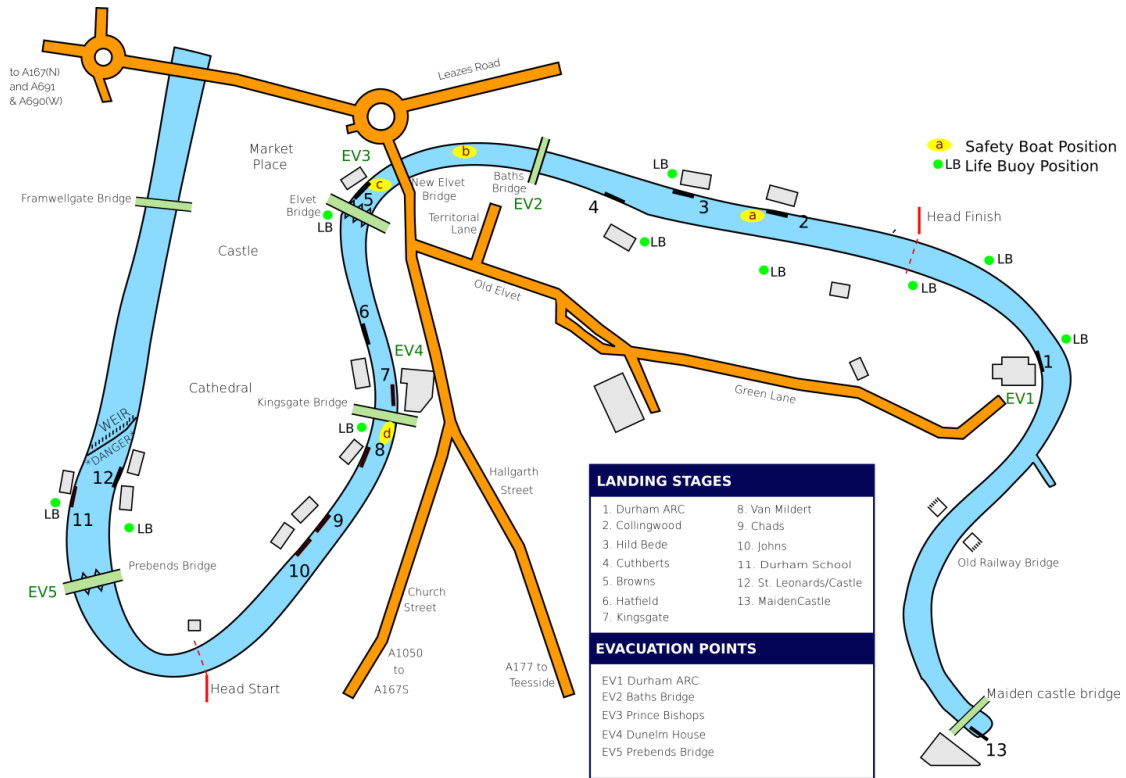 to A167(N)
and A691
& A690(W)
Leazes Road
Market
Place
EV3
b
c
5
New Elvet
Bridge
Baths
Bridge
EV2
a
Safety Boat Position
LB
Life Buoy Position
Framwellgate Bridge
Elvet
Bridge
LB
Castle
Territorial
Lane
4
LB
3
a
2
Head Finish
LB
LB
LB
LB
Old Elvet
6
EV4
LB
1
Cathedral
7
Kingsgate Bridge
Green Lane
EV1
WEIR
*DANGER*
LB
d
8
12
LB
11
LB
9
10
Hallgarth
Street
Prebends Bridge
EV5
Church
Street
Head Start
A1050
to
A167S
A177 to
Teesside
Old Railway Bridge
Maiden castle bridge
13
LANDING STAGES
1. Durham ARC
2. Collingwood
3. Hild Bede
4. Cuthberts
5. Browns
6. Hatfield
7. Kingsgate
8. Van Mildert
9. Chads
10. Johns
11. Durham School
12. St. Leonards/Castle
13. MaidenCastle
EVACUATION POINTS
EV1 Durham ARC
EV2 Baths Bridge
EV3 Prince Bishops
EV4 Dunelm House
EV5 Prebends Bridge